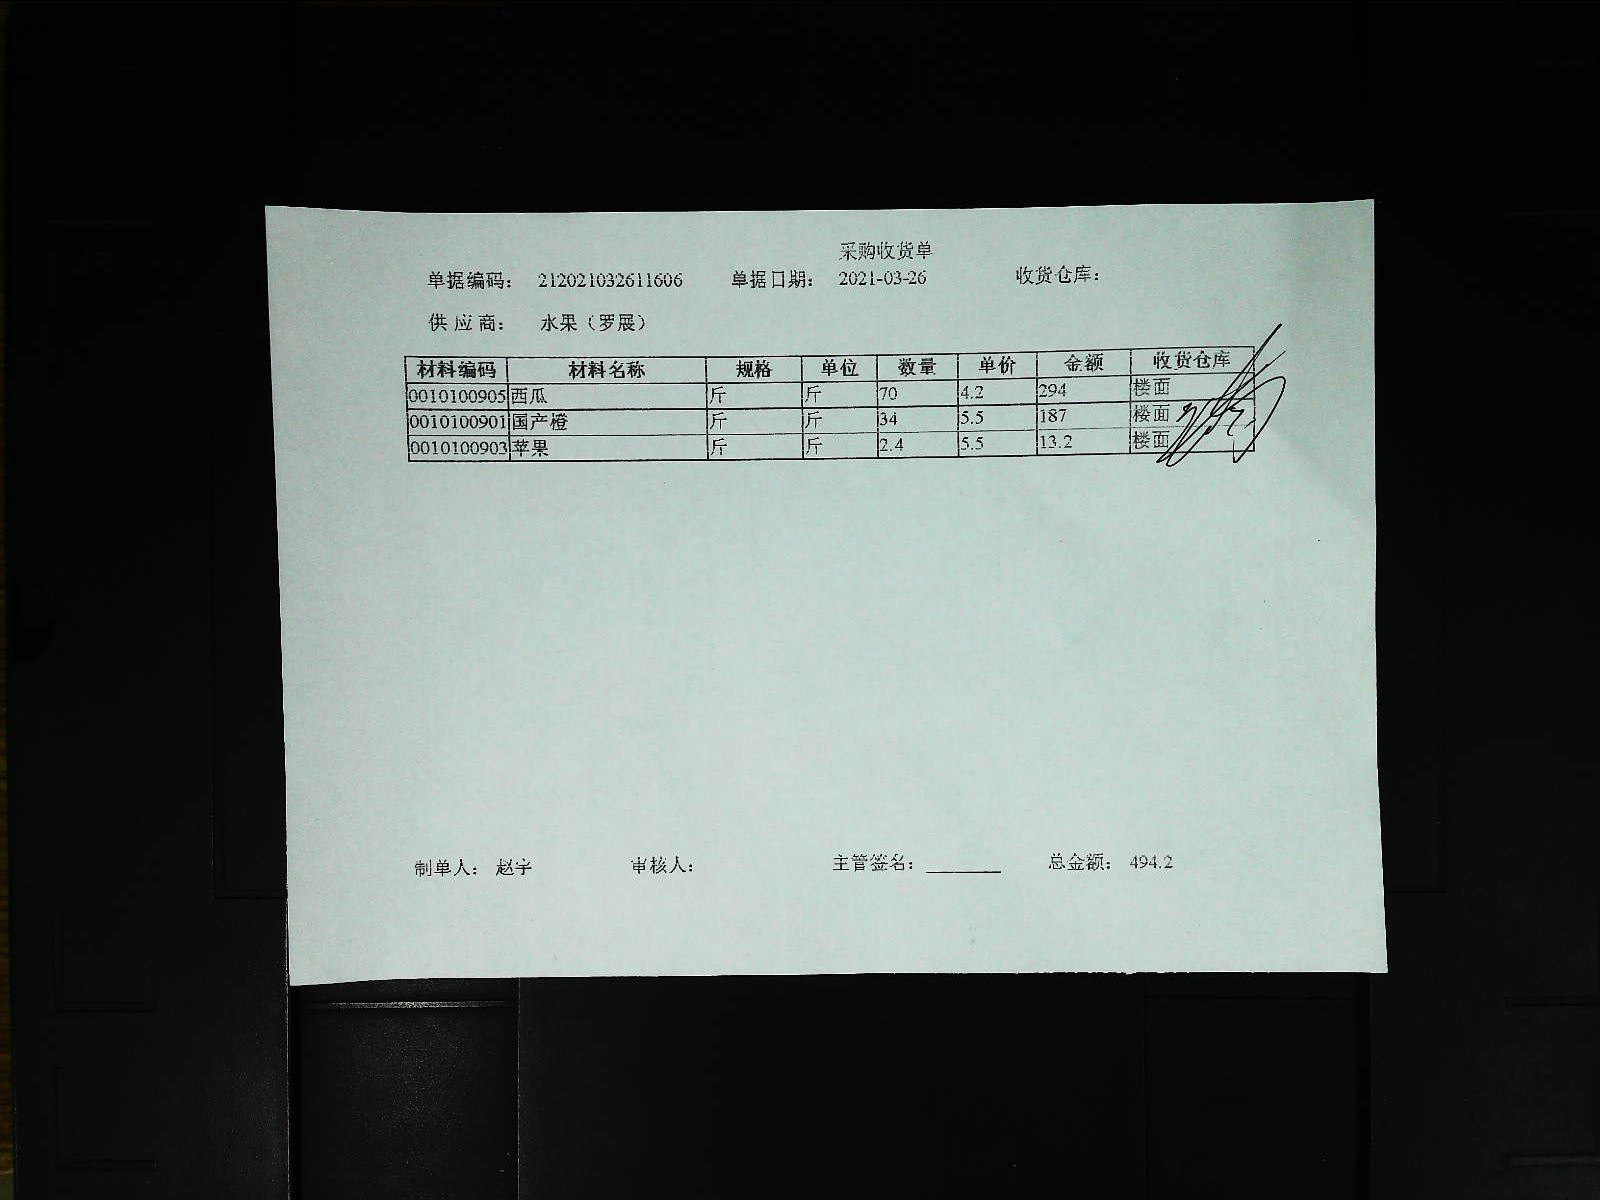 采购收货单
单据编码： 212021032611606 单据日期： 2021-03-26 收货仓库：
供 应 商： 水果（罗展）
材料编码 材料名称 规格 单位 数量 单价 金额 收货仓库
0010100905 西瓜 斤 斤 70 4.2 294 楼面
0010100901 国产橙 斤 斤 34 5.5 187 楼面
0010100903 苹果 斤 斤 2.4 5.5 13.2 楼面
制单人： 赵宇 审核人： 主管签名：________ 总金额： 494.2